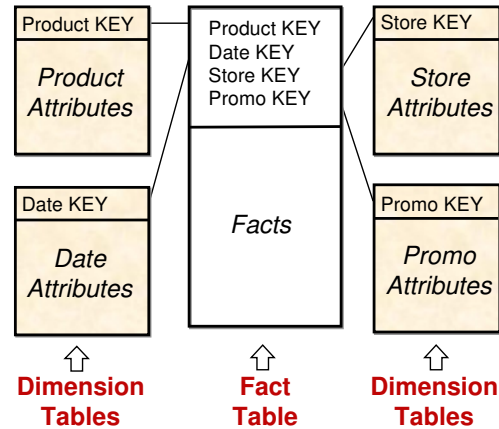 Product KEY
Product
Attributes
Date KEY
Date
Attributes
Product KEY
Date KEY
Store KEY
Promo KEY
Facts
Store KEY
Store
Attributes
Promo KEY
Promo
Attributes
Dimension
Tables
Fact
Table
Dimension
Tables